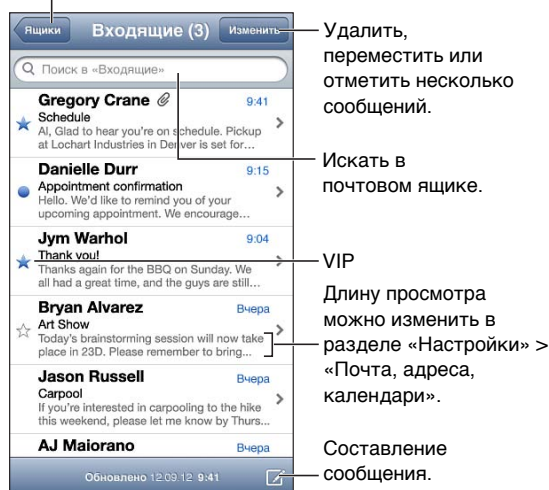 Ящики
Входящие (3)
Изменить
Поиск в «Входящие»
Gregory Crane
9:41
Schedule
Al, Glad to hear you're on schedule. Pickup
at Lochart Industries in Denver is set for...
Danielle Durr
9:15
Appointment confirmation
Hello. We'd like to remind you of your
upcoming appointment. We encourage...
Jym Warhol
9:04
Thank you!
Thanks again for the BBQ on Sunday. We
all had a great time, and the guys are still...
Bryan Alvarez
Вчера
Art Show
Today's brainstorming session will now take
place in 23D. Please remember to bring...
Jason Russell
Вчера
Carpool
If you're interested in carpooling to the hike
this weekend, please let me know by Thurs...
AJ Maiorano
Вчера
Обновлено 12.09.12 9:41
Удалить,
переместить или
отметить несколько
сообщений.
Искать в
почтовом ящике.
VIP
Длину просмотра
можно изменить в
разделе «Настройки» >
«Почта, адреса,
календари».
Составление
сообщения.